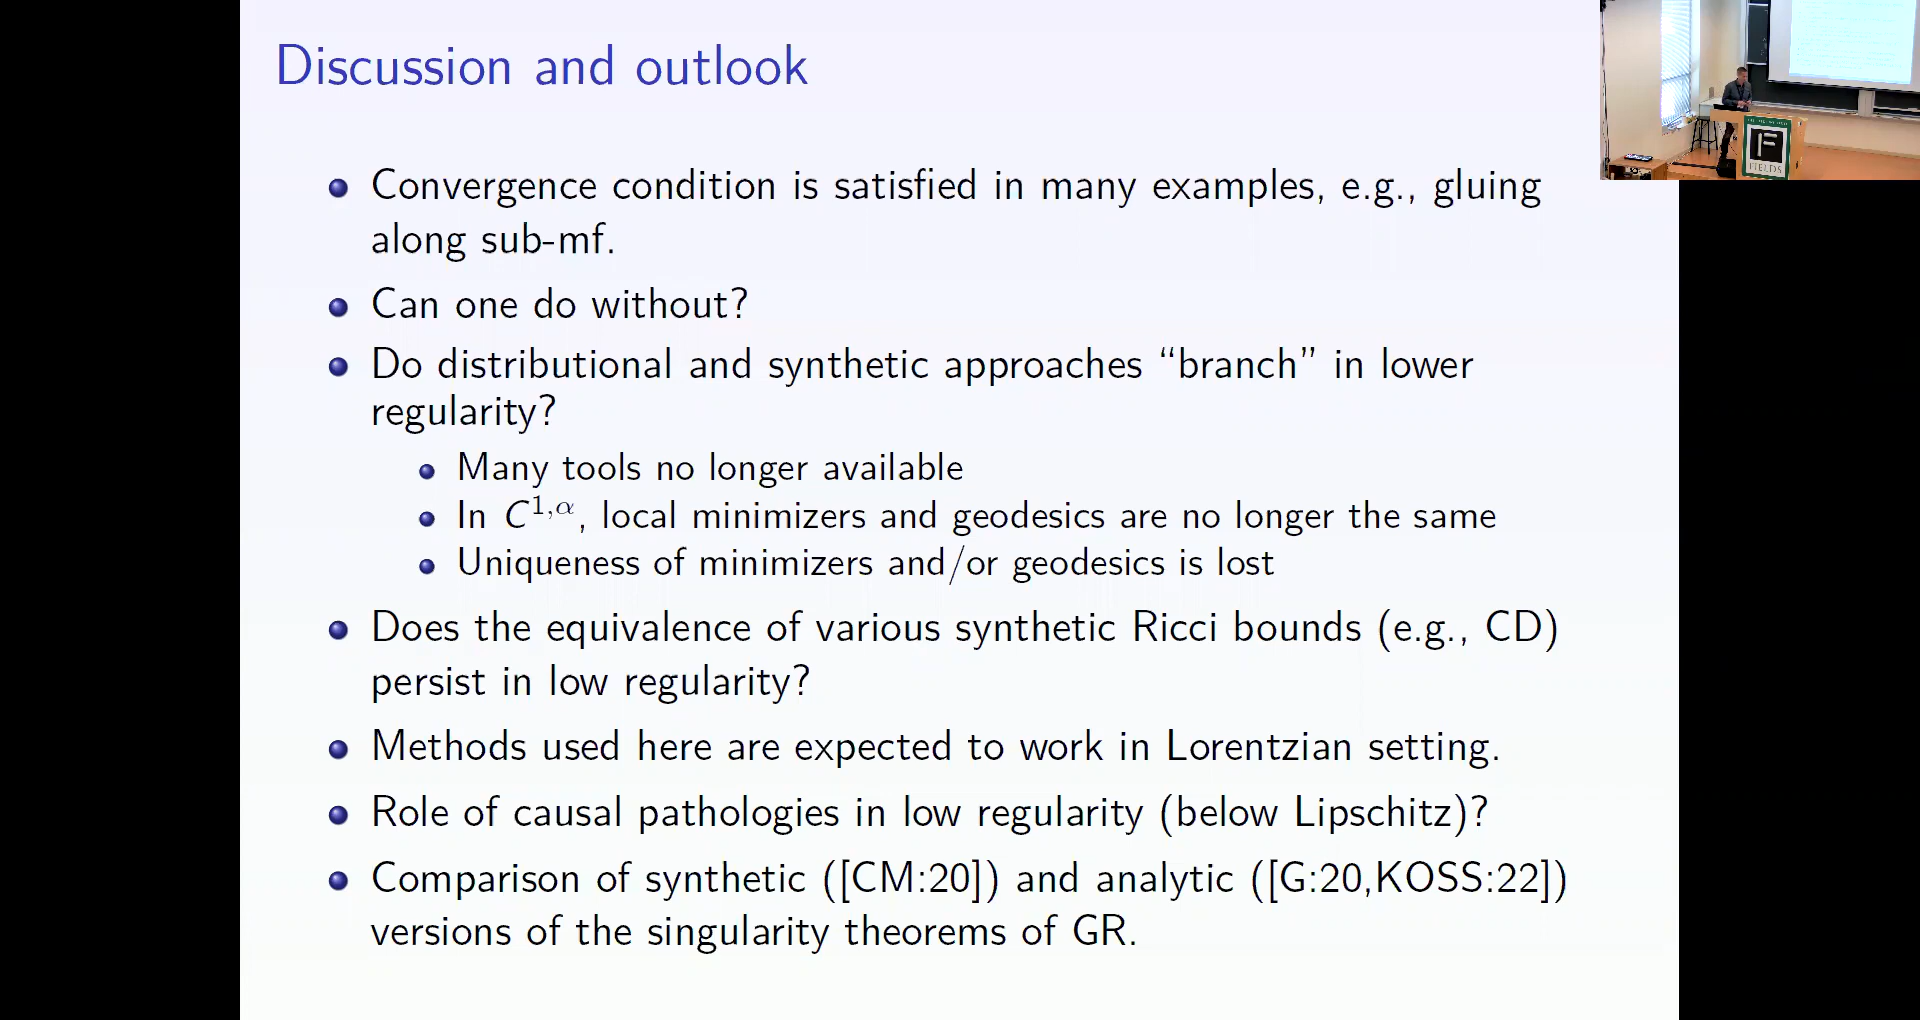 Discussion and outlook
Convergence condition is satisfied in many examples, e.g., gluing
along sub-mf.
Can one do without?
Do distributional and synthetic approaches “branch” in lower
regularity?
Many tools no longer available
In C^{1,α}, local minimizers and geodesics are no longer the same
Uniqueness of minimizers and/or geodesics is lost
Does the equivalence of various synthetic Ricci bounds (e.g., CD)
persist in low regularity?
Methods used here are expected to work in Lorentzian setting.
Role of causal pathologies in low regularity (below Lipschitz)?
Comparison of synthetic ([CM:20]) and analytic ([G:20,KOSS:22])
versions of the singularity theorems of GR.
FIELDS